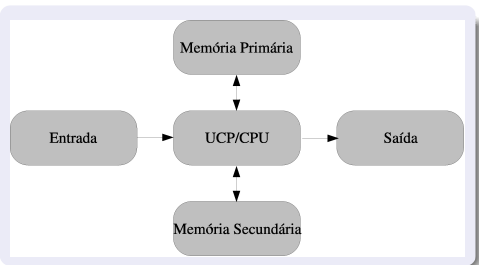 Memória Primária
Entrada
UCP/CPU
Saída
Memória Secundária